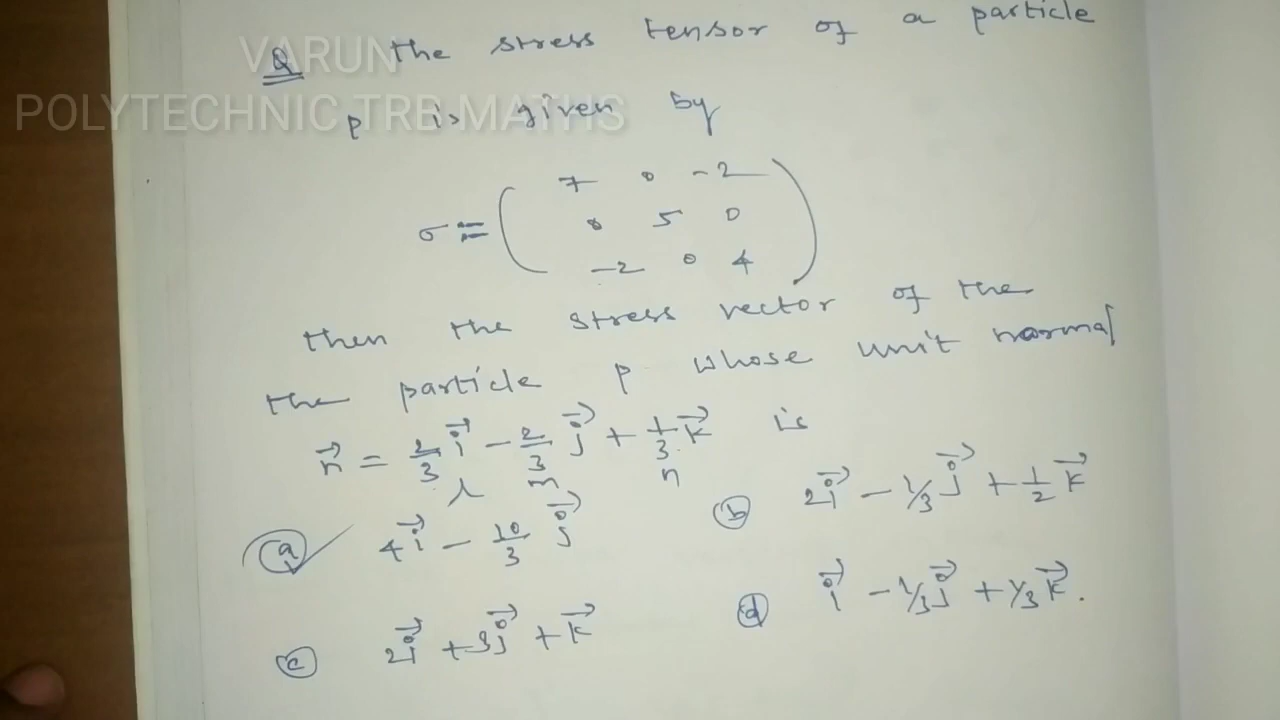 VARUN
POLYTECHNIC TRB MATHS
Q the stress tensor of a particle
p is given by
σ = ( 7 0 -2
0 5 0
-2 0 4 )
then the stress vector of the
the particle p whose unit normal
n⃗ = 2/3 i⃗ - 2/3 j⃗ + 1/3 k⃗ is
l m n
(a) ✓ 4i⃗ - 10/3 j⃗ (b) 2i⃗ - 1/3 j⃗ + 1/2 k⃗
(c) 2i⃗ + 3j⃗ + k⃗ (d) i⃗ - 1/3 j⃗ + 1/3 k⃗.